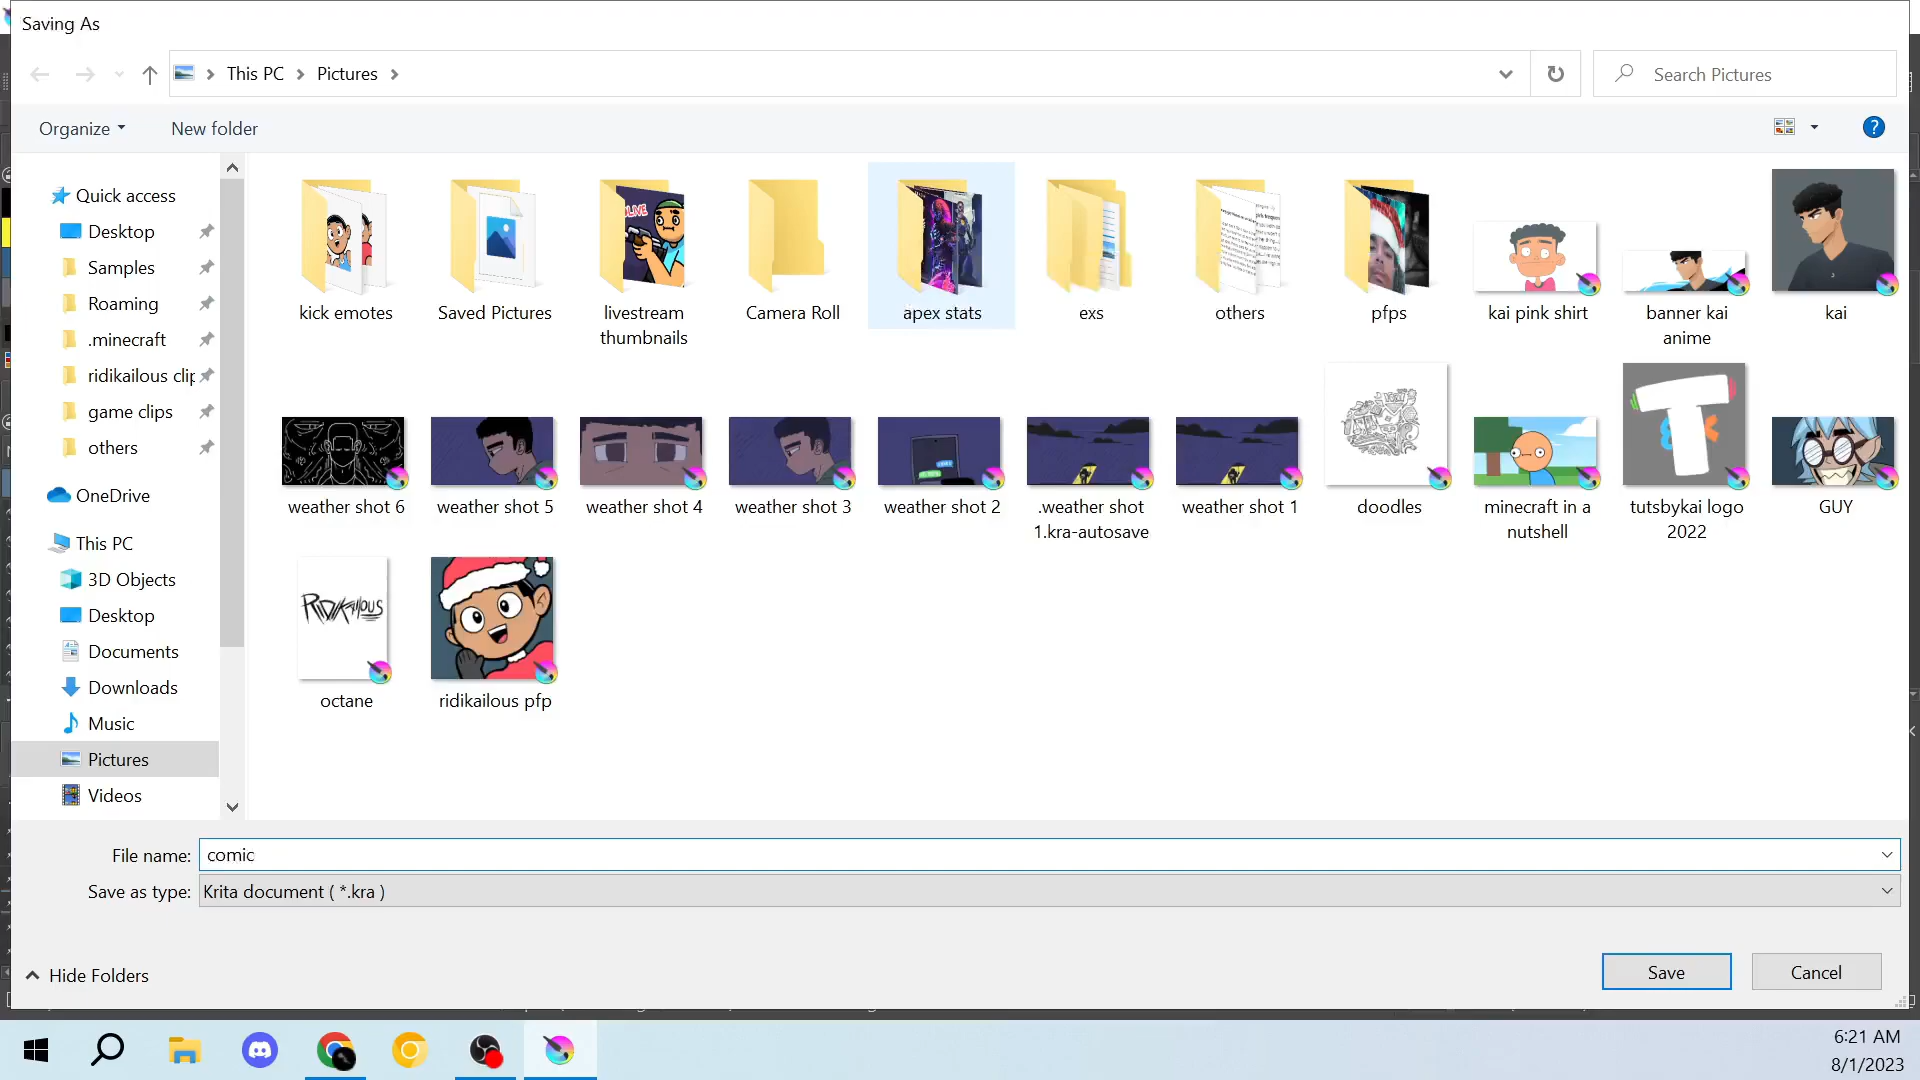 Saving As
This PC
Pictures
Search Pictures
Organize
New folder
?
Quick access
Desktop
Samples
Roaming
.minecraft
ridikailous clip
game clips
others
OneDrive
This PC
3D Objects
Desktop
Documents
Downloads
Music
Pictures
Videos
kick emotes
Saved Pictures
livestream
thumbnails
Camera Roll
apex stats
exs
others
pfps
kai pink shirt
banner kai
anime
kai
weather shot 6
weather shot 5
weather shot 4
weather shot 3
weather shot 2
.weather shot
1.kra-autosave
weather shot 1
doodles
minecraft in a
nutshell
tutsbykai logo
2022
GUY
RIDIKAILOUS
octane
ridikailous pfp
File name:
comic
Save as type:
Krita document ( *.kra )
Hide Folders
Save
Cancel
6:21 AM
8/1/2023